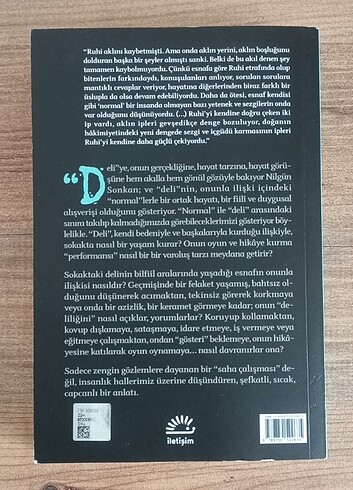 “Ruhi aklını kaybetmişti. Ama onda aklın yerini, aklın boşluğunu
dolduran başka bir şeyler almıştı sanki. Belki de bu akıl denen şey
tamamen kaybolmuyordu. Çünkü esnafa göre Ruhi etrafında olup
bitenlerin farkındaydı, konuşulanları anlıyor, sorulan sorulara
mantıklı cevaplar veriyor, hayatına diğerlerinden biraz farklı bir
üslupla da olsa devam edebiliyordu. Daha da ötesi, esnaf kendisi
gibi ‘normal’ bir insanda olmayan bazı yetenek ve sezgilerin onda
var olduğunu düşünüyordu. (...) Ruhi'yi kendine doğru çeken iki
ip vardı, aklın ipleri gevşedikçe denge bozuluyor, doğanın
hâkimiyetindeki yeni dengede sezgi ve içgüdü karmasının ipleri
Ruhi'yi kendine daha güçlü çekiyordu.”
“Deli”ye, onun gerçekliğine, hayat tarzına, hayat görü-
şüne hem akılla hem gönül gözüyle bakıyor Nilgün
Sonkan; ve “deli”nin, onunla ilişki içindeki
“normal”lerle bir ortak hayatı, bir fiilî ve duygusal
alışverişi olduğunu gösteriyor. “Normal” ile “deli” arasındaki
sınıra takılıp kalmadığımızda görebileceklerimizi gösteriyor böy-
lelikle. “Deli”, kendi bedeniyle ve başkalarıyla kurduğu ilişkiyle,
sokakta nasıl bir yaşam kurar? Onun oyun ve hikâye kurma
“performansı” nasıl bir bir varoluş tarzı meydana getirir?
Sokaktaki delinin bilfiil aralarında yaşadığı esnafın onunla
ilişkisi nasıldır? Geçmişinde bir felaket yaşamış, bahtsız ol-
duğunu düşünerek acımaktan, tekinsiz görerek korkmaya
veya onda bir azizlik, bir keramet görmeye kadar; onun “de-
liliğini” nasıl açıklar, yorumlarlar? Koruyup kollamaktan,
kovup dışlamaya, sataşmaya, idare etmeye, iş vermeye veya
eğitmeye çalışmaktan, ondan “gösteri” beklemeye, onun hikâ-
yesine katılarak oyun oynamaya... nasıl davranırlar ona?
Sadece zengin gözlemlere dayanan bir “saha çalışması” de-
ğil, insanlık hallerimiz üzerine düşündüren, şefkatli, sıcak,
capcanlı bir anlatı.
iletişim